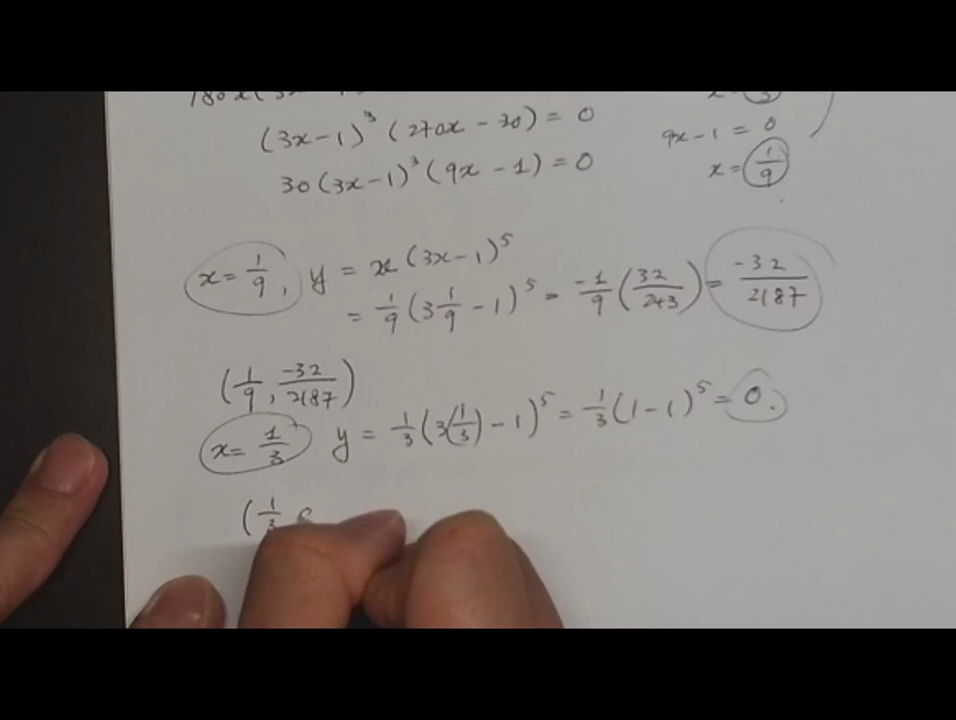 (3x-1)³ (270x - 30) = 0
9x - 1 = 0
30(3x-1)³ (9x - 1) = 0
x = 1/9
x = 1/9, y = x(3x-1)⁵
= 1/9 (3 1/9 - 1)⁵ = -1/9 (32/243) = -32/2187
(1/9, -32/2187)
x = 1/3 y = 1/3 (3(1/3) - 1)⁵ = 1/3 (1 - 1)⁵ = 0.
(1/3